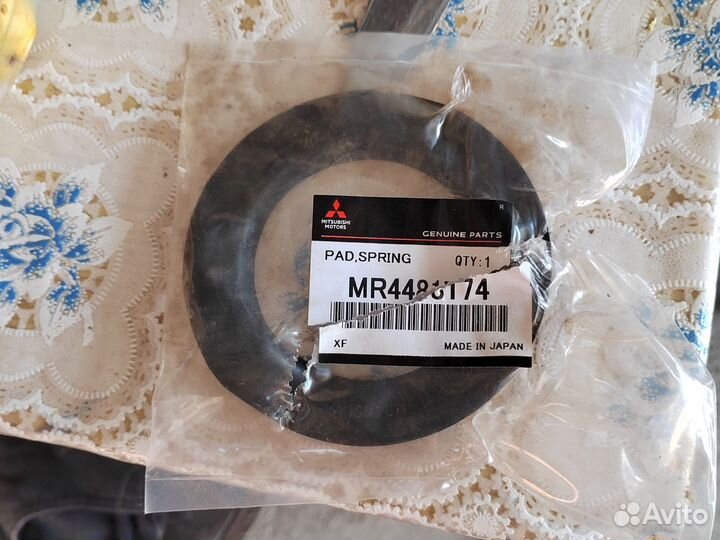 MITSUBISHI
MOTORS
R
GENUINE PARTS
PAD,SPRING
QTY:1
XF
MADE IN JAPAN
Avito